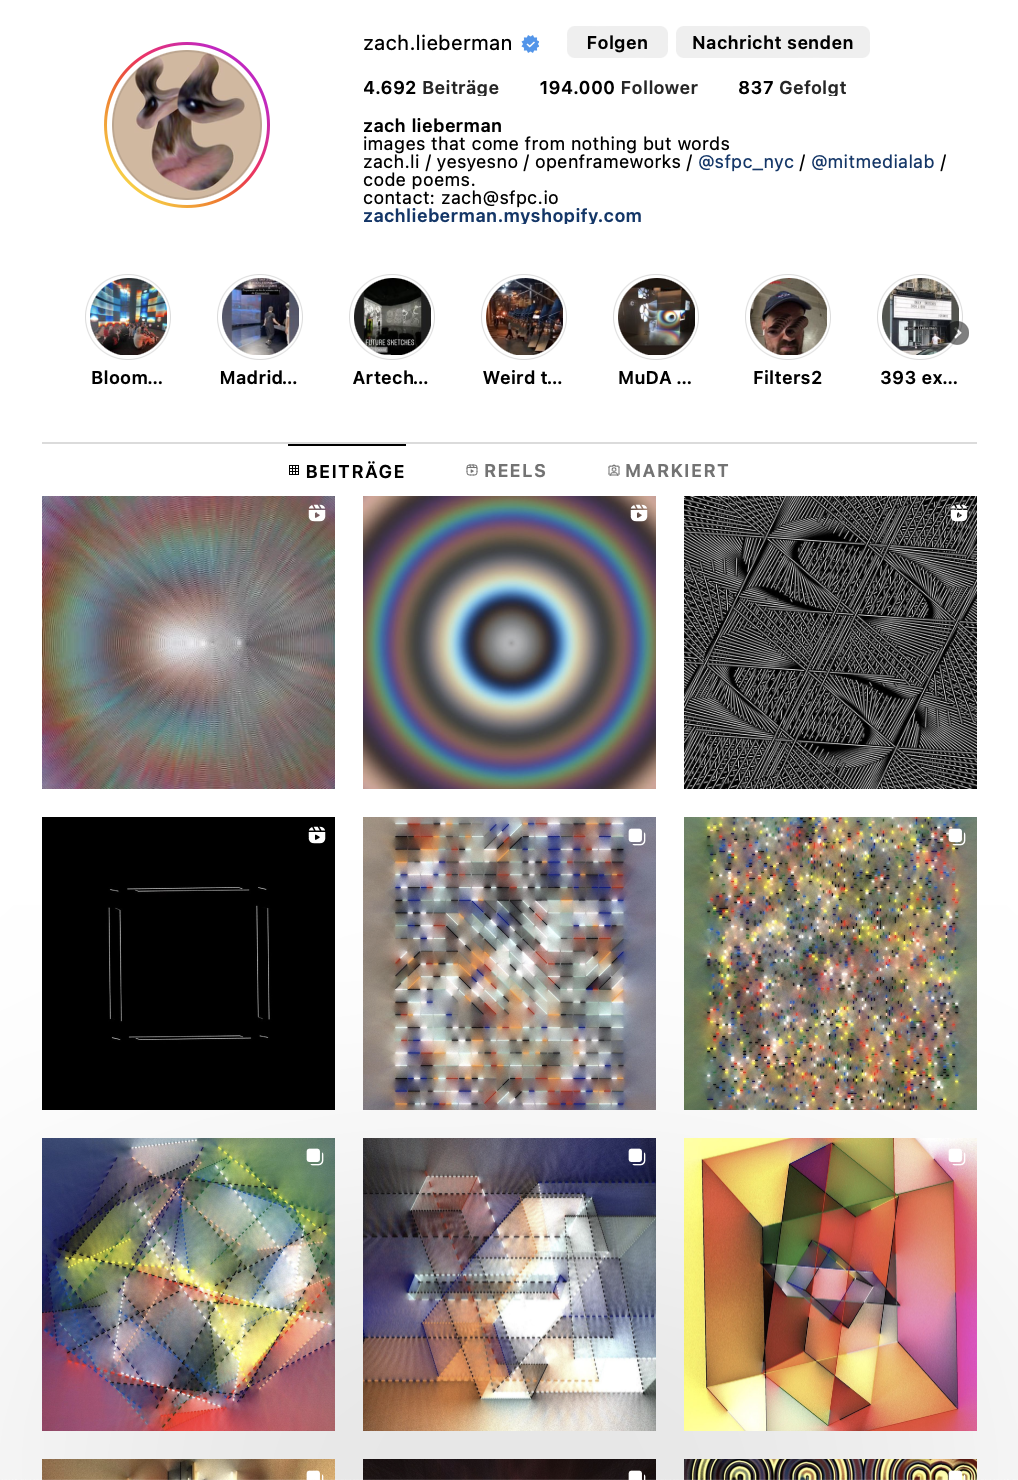 zach.lieberman Folgen Nachricht senden
4.692 Beiträge 194.000 Follower 837 Gefolgt
zach lieberman
images that come from nothing but words
zach.li / yesyesno / openframeworks / @sfpc_nyc / @mitmedialab /
code poems.
contact: zach@sfpc.io
zachlieberman.myshopify.com
FUTURE SKETCHES
Bloom... Madrid... Artech... Weird t... MuDA ... Filters2 393 ex...
BEITRÄGE REELS MARKIERT